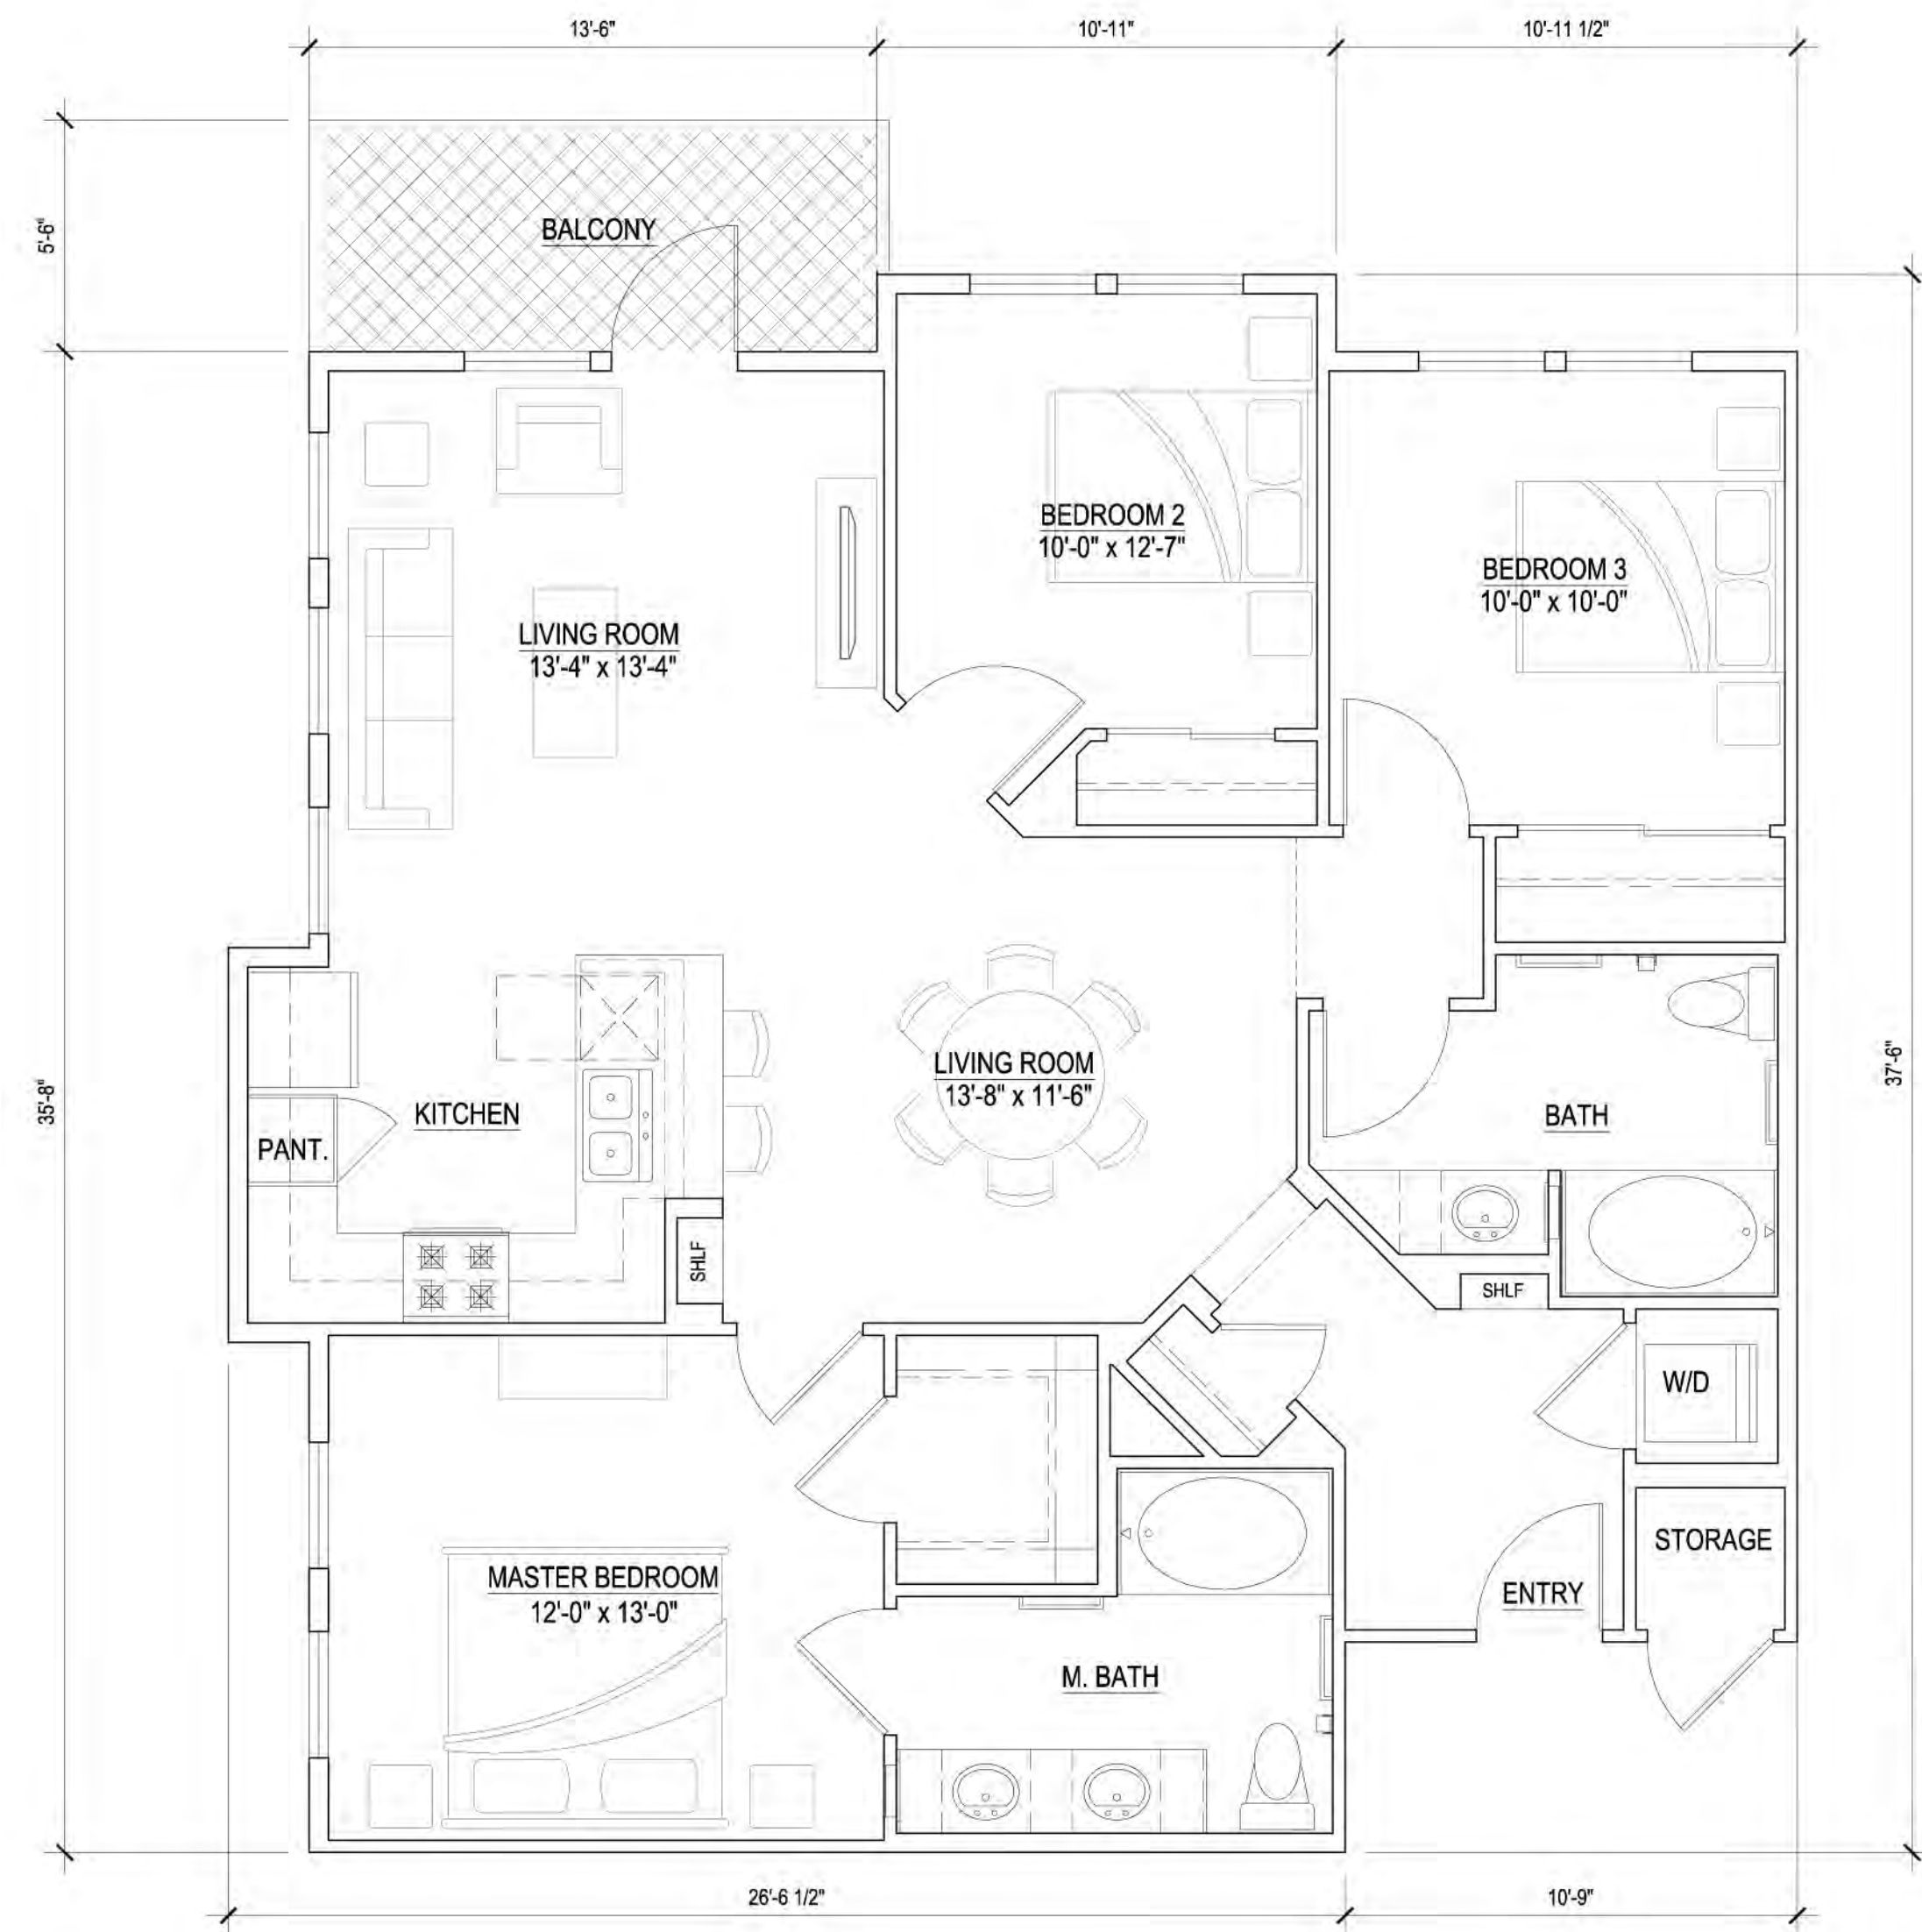 13'-6"
10'-11"
10'-11 1/2"
5'-6"
BALCONY
BEDROOM 2
10'-0" x 12'-7"
BEDROOM 3
10'-0" x 10'-0"
LIVING ROOM
13'-4" x 13'-4"
35'-8"
37'-6"
LIVING ROOM
13'-8" x 11'-6"
KITCHEN
BATH
PANT.
SHLF
SHLF
W/D
STORAGE
MASTER BEDROOM
12'-0" x 13'-0"
ENTRY
M. BATH
26'-6 1/2"
10'-9"